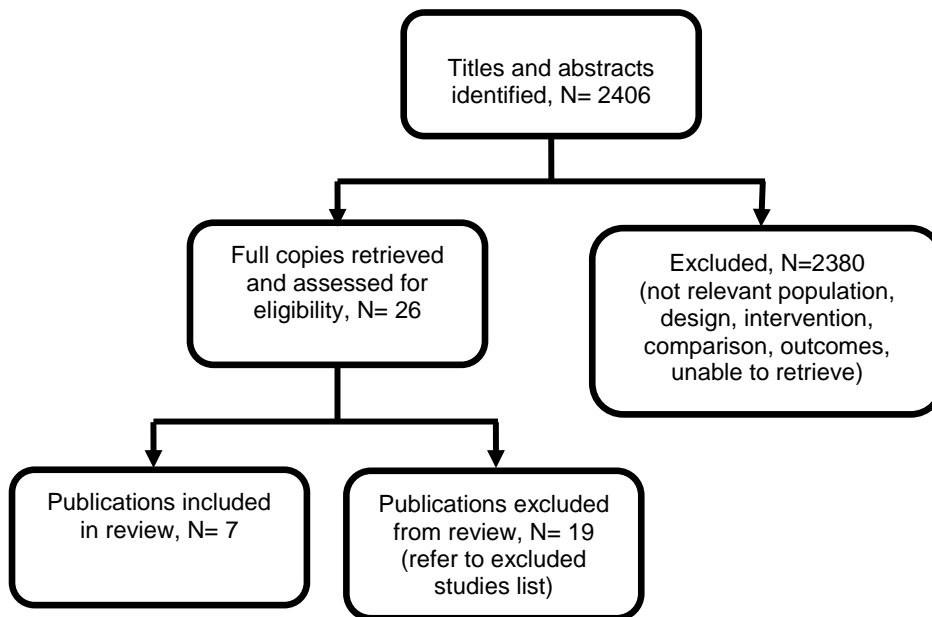 Titles and abstracts
identified, N= 2406
Full copies retrieved
and assessed for
eligibility, N= 26
Excluded, N=2380
(not relevant population,
design, intervention,
comparison, outcomes,
unable to retrieve)
Publications included
in review, N= 7
Publications excluded
from review, N= 19
(refer to excluded
studies list)